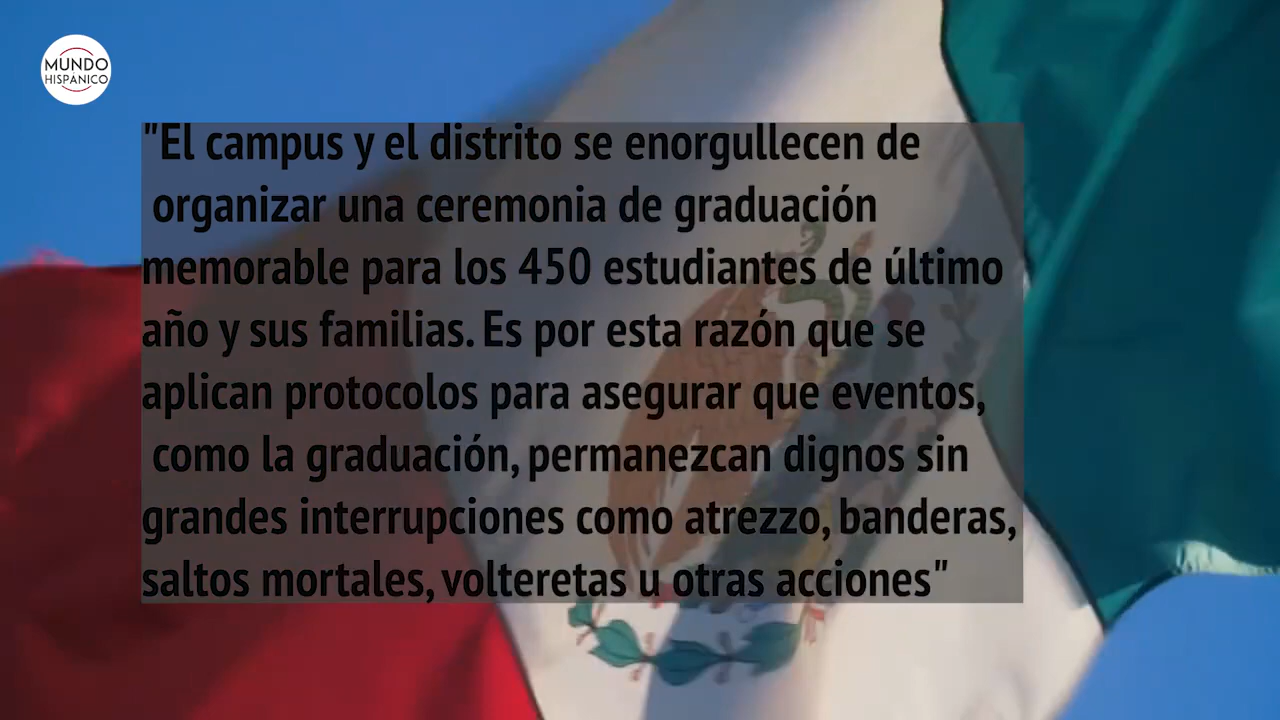 MUNDO
HISPÁNICO
"El campus y el distrito se enorgullecen de
organizar una ceremonia de graduación
memorable para los 450 estudiantes de último
año y sus familias. Es por esta razón que se
aplican protocolos para asegurar que eventos,
como la graduación, permanezcan dignos sin
grandes interrupciones como atrezzo, banderas,
saltos mortales, volteretas u otras acciones"